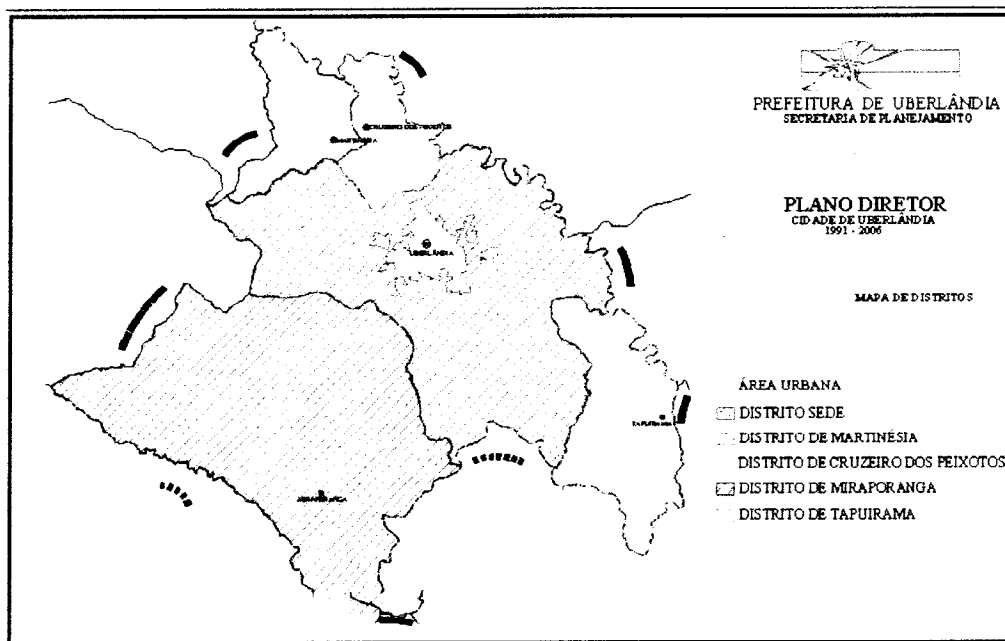 PREFEITURA DE UBERLÂNDIA
SECRETARIA DE PLANEJAMENTO
PLANO DIRETOR
CIDADE DE UBERLÂNDIA
1991 - 2006
MAPA DE DISTRITOS
CRUZEIRO DOS PEIXOTOS
MARTINÉSIA
UBERLÂNDIA
TAPUIRAMA
MIRAPORANGA
ÁREA URBANA
DISTRITO SEDE
DISTRITO DE MARTINÉSIA
DISTRITO DE CRUZEIRO DOS PEIXOTOS
DISTRITO DE MIRAPORANGA
DISTRITO DE TAPUIRAMA